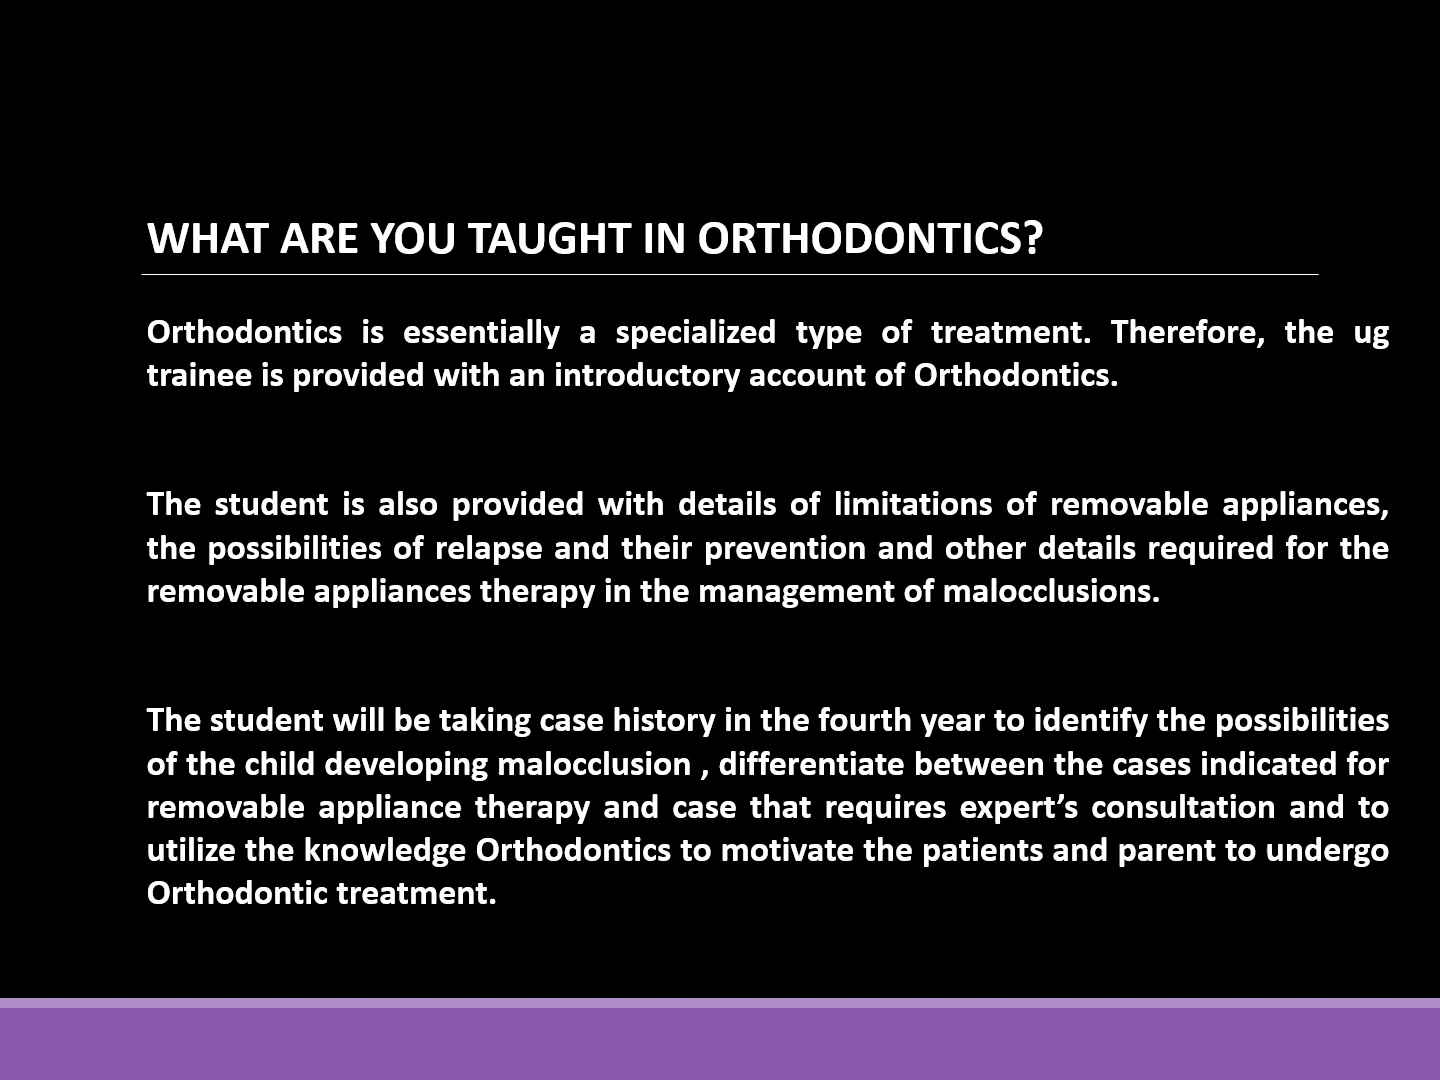 WHAT ARE YOU TAUGHT IN ORTHODONTICS?
Orthodontics is essentially a specialized type of treatment. Therefore, the ug
trainee is provided with an introductory account of Orthodontics.
The student is also provided with details of limitations of removable appliances,
the possibilities of relapse and their prevention and other details required for the
removable appliances therapy in the management of malocclusions.
The student will be taking case history in the fourth year to identify the possibilities
of the child developing malocclusion , differentiate between the cases indicated for
removable appliance therapy and case that requires expert’s consultation and to
utilize the knowledge Orthodontics to motivate the patients and parent to undergo
Orthodontic treatment.